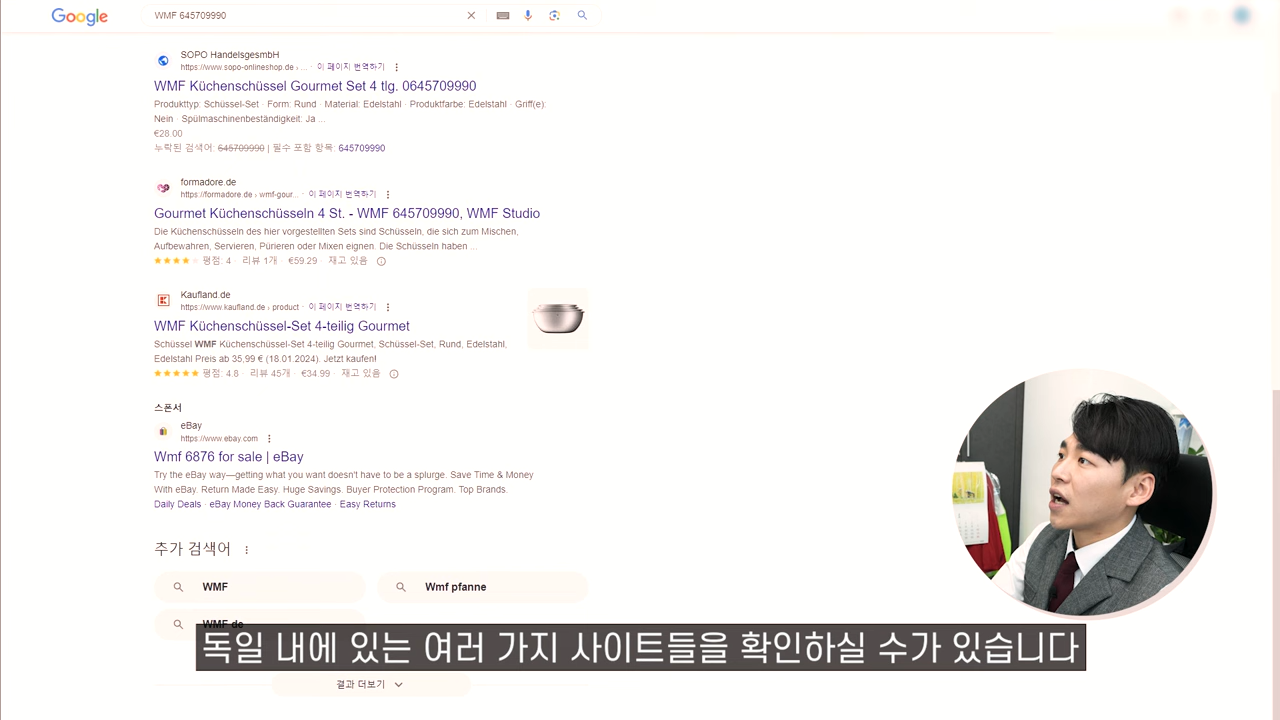 Google
WMF 645709990
SOPO HandelsgesmbH
https://www.sopo-onlineshop.de › ... · 이 페이지 번역하기
WMF Küchenschüssel Gourmet Set 4 tlg. 0645709990
Produkttyp: Schüssel-Set · Form: Rund · Material: Edelstahl · Produktfarbe: Edelstahl · Griff(e):
Nein · Spülmaschinenbeständigkeit: Ja ...
€28.00
누락된 검색어: 645709990 | 필수 포함 항목: 645709990
formadore.de
https://formadore.de › wmf-gour... · 이 페이지 번역하기
Gourmet Küchenschüsseln 4 St. - WMF 645709990, WMF Studio
Die Küchenschüsseln des hier vorgestellten Sets sind Schüsseln, die sich zum Mischen,
Aufbewahren, Servieren, Pürieren oder Mixen eignen. Die Schüsseln haben ...
평점: 4 · 리뷰 1개 · €59.29 · 재고 있음
Kaufland.de
https://www.kaufland.de › product · 이 페이지 번역하기
WMF Küchenschüssel-Set 4-teilig Gourmet
Schüssel WMF Küchenschüssel-Set 4-teilig Gourmet, Schüssel-Set, Rund, Edelstahl,
Edelstahl Preis ab 35,99 € (18.01.2024). Jetzt kaufen!
평점: 4.8 · 리뷰 45개 · €34.99 · 재고 있음
스폰서
eBay
https://www.ebay.com
Wmf 6876 for sale | eBay
Try the eBay way—getting what you want doesn't have to be a splurge. Save Time & Money
With eBay. Return Made Easy. Huge Savings. Buyer Protection Program. Top Brands.
Daily Deals · eBay Money Back Guarantee · Easy Returns
추가 검색어
WMF
Wmf pfanne
WMF de
독일 내에 있는 여러 가지 사이트들을 확인하실 수가 있습니다
결과 더보기